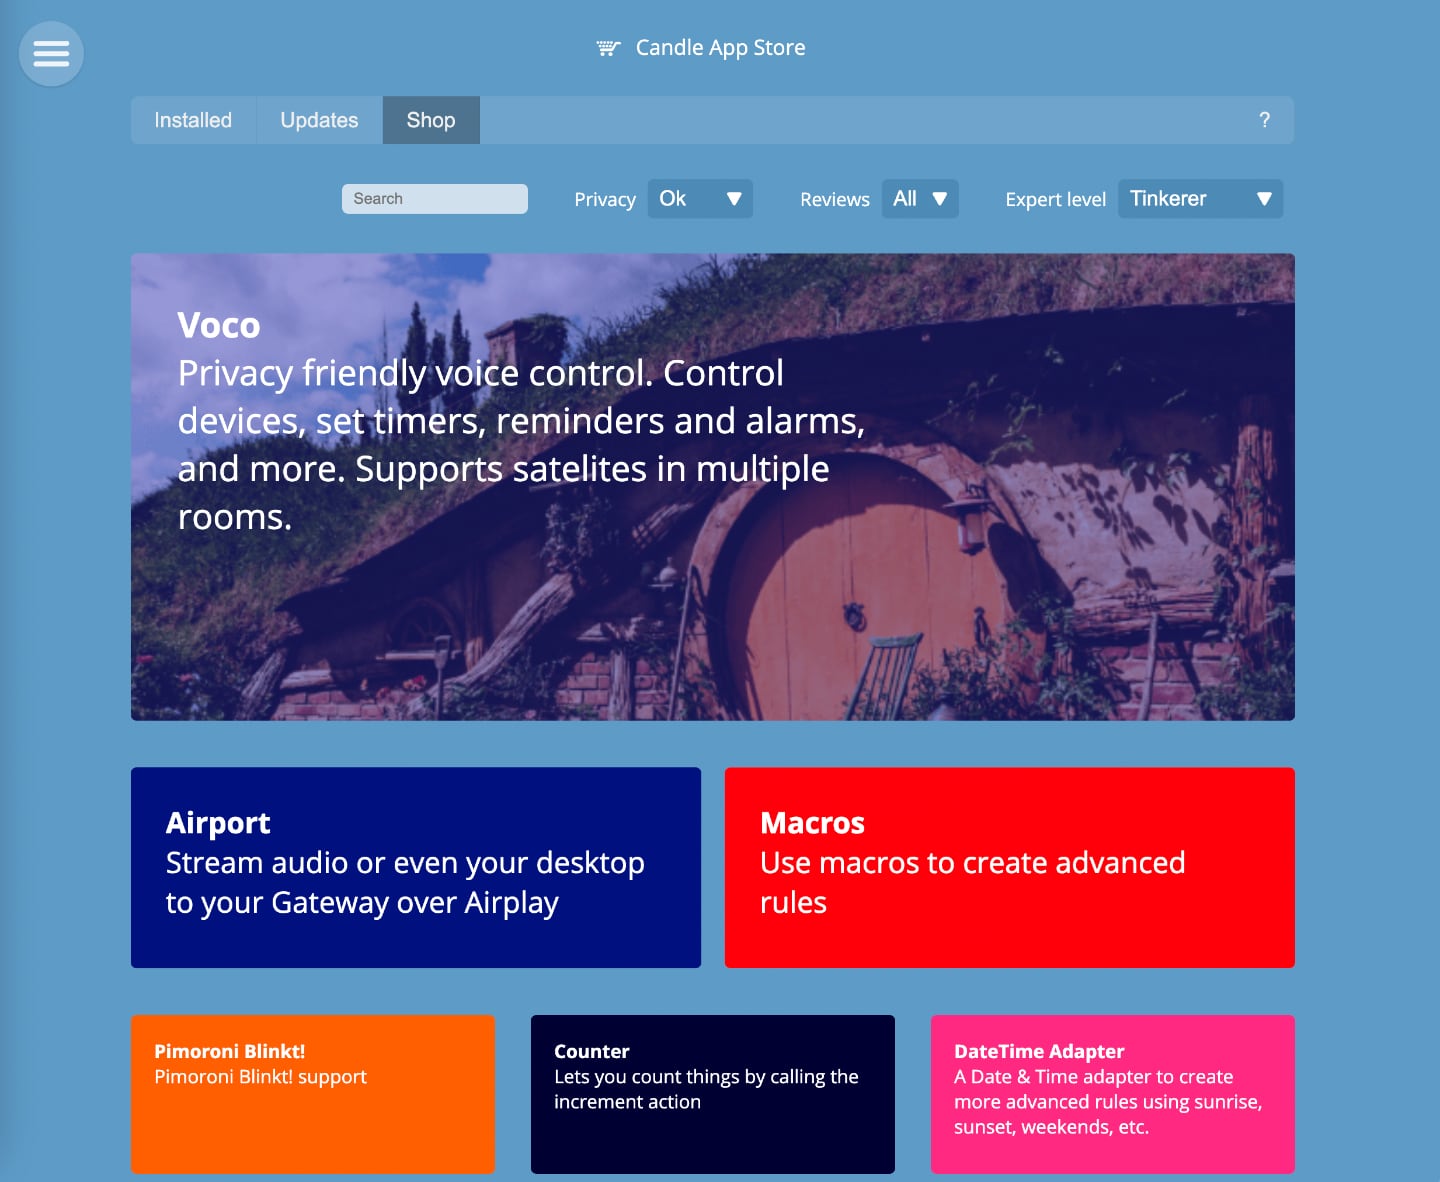 Candle App Store
Installed Updates Shop ?
Search Privacy Ok Reviews All Expert level Tinkerer
Voco
Privacy friendly voice control. Control
devices, set timers, reminders and alarms,
and more. Supports satelites in multiple
rooms.
Airport
Stream audio or even your desktop
to your Gateway over Airplay
Macros
Use macros to create advanced
rules
Pimoroni Blinkt!
Pimoroni Blinkt! support
Counter
Lets you count things by calling the
increment action
DateTime Adapter
A Date & Time adapter to create
more advanced rules using sunrise,
sunset, weekends, etc.